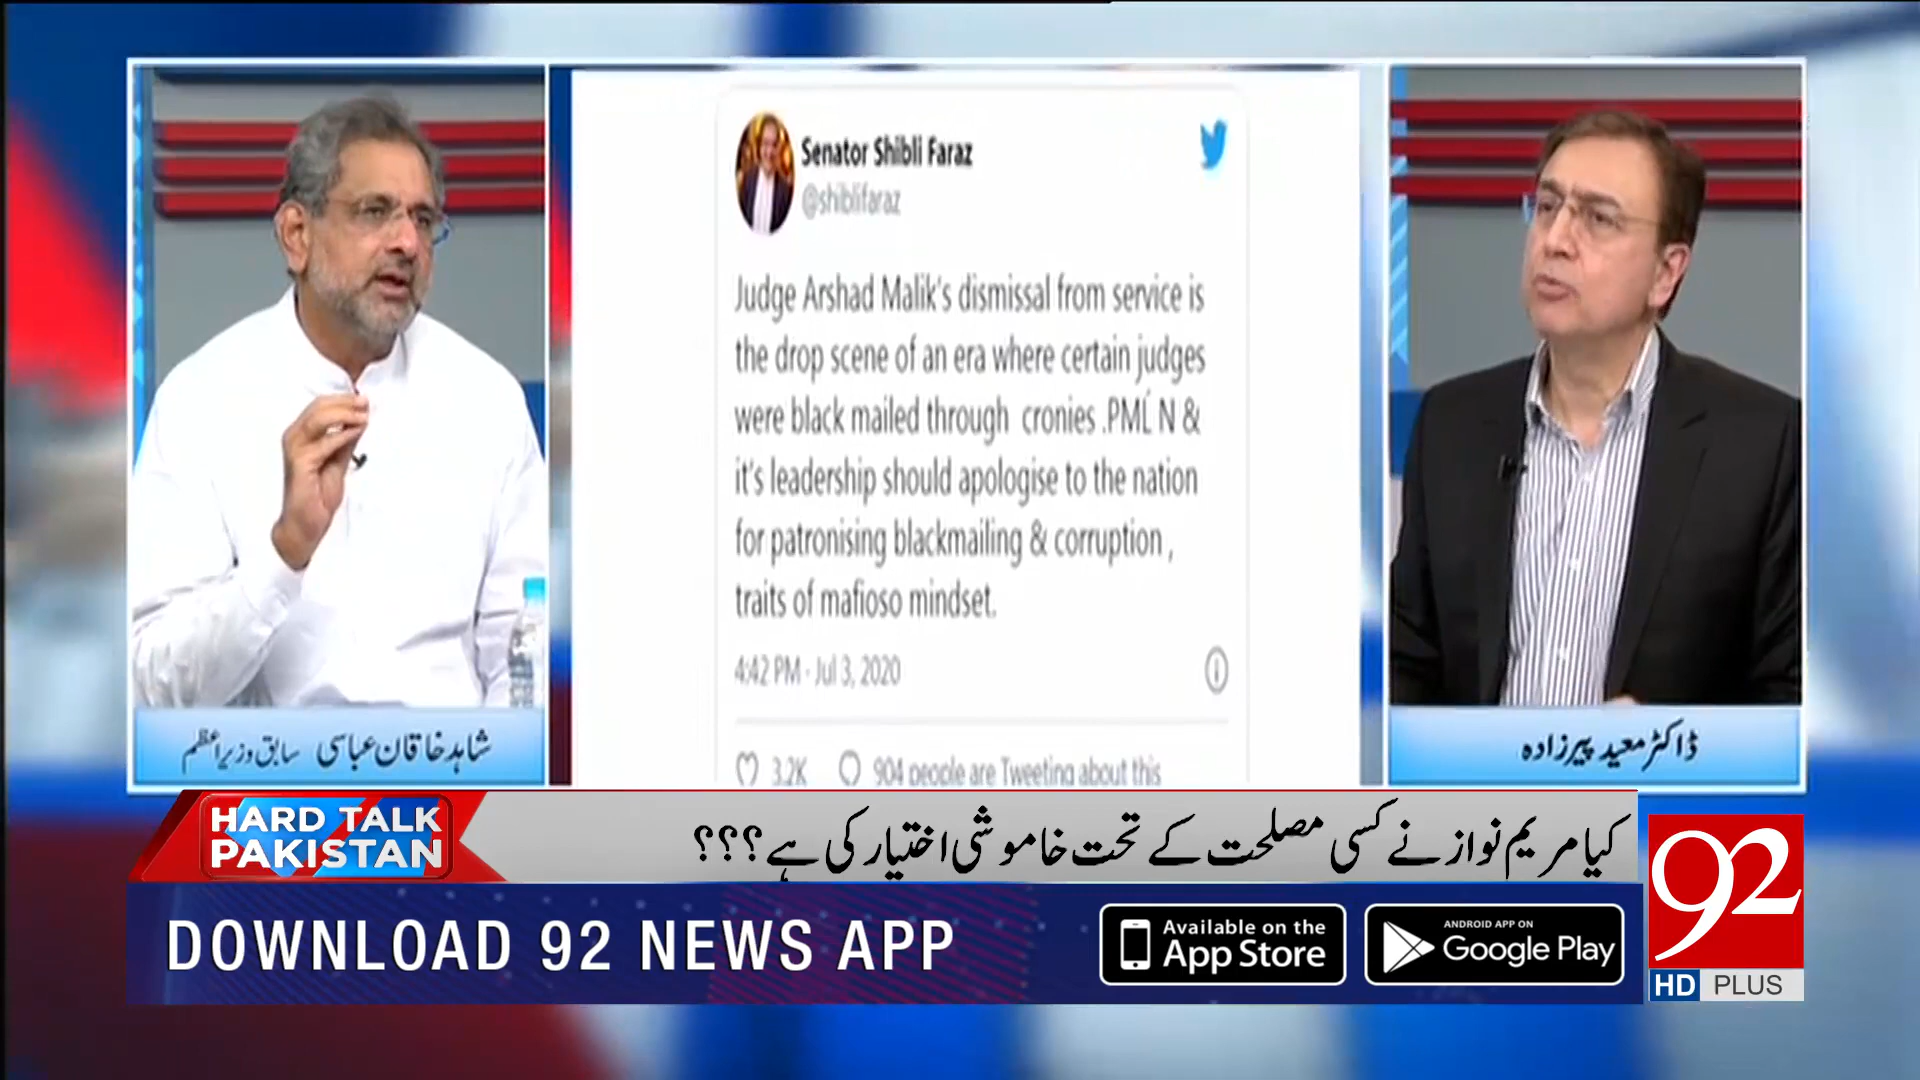 Senator Shibli Faraz
@shiblifaraz
Judge Arshad Malik's dismissal from service is
the drop scene of an era where certain judges
were black mailed through cronies .PML N &
it's leadership should apologise to the nation
for patronising blackmailing & corruption ,
traits of mafioso mindset.
4:42 PM · Jul 3, 2020
3.2K 904 people are Tweeting about this
شاہد خاقان عباسی سابق وزیراعظم
ڈاکٹر معید پیرزادہ
HARD TALK
PAKISTAN
کیا مریم نواز نے کسی مصلحت کے تحت خاموشی اختیار کی ہے؟؟؟
DOWNLOAD 92 NEWS APP
Available on the
App Store
ANDROID APP ON
Google Play
92
HD PLUS